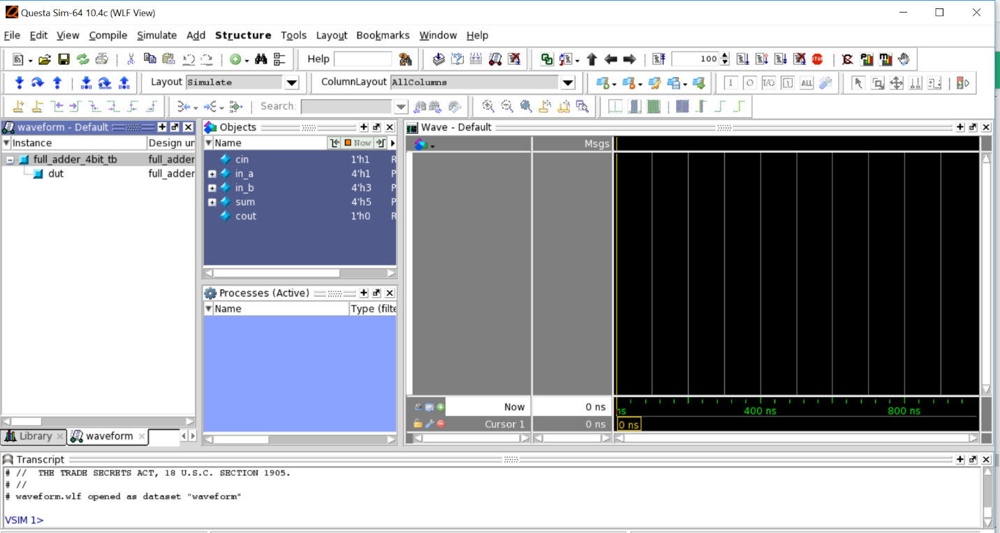 Questa Sim-64 10.4c (WLF View)
File Edit View Compile Simulate Add Structure Tools Layout Bookmarks Window Help
Help 100 STOP
Layout Simulate ColumnLayout AllColumns I/O ALL
Search:
waveform - Default
Instance Design un
full_adder_4bit_tb full_adder
dut full_adder
Library waveform
Objects
Name Now
cin 1'h1 R
in_a 4'h1 P
in_b 4'h3 P
sum 4'h5 P
cout 1'h0 R
Processes (Active)
Name Type (filte
Wave - Default
Msgs
Now 0 ns ns 400 ns 800 ns
Cursor 1 0 ns 0 ns
Transcript
# // THE TRADE SECRETS ACT, 18 U.S.C. SECTION 1905.
# //
# waveform.wlf opened as dataset "waveform"
VSIM 1>